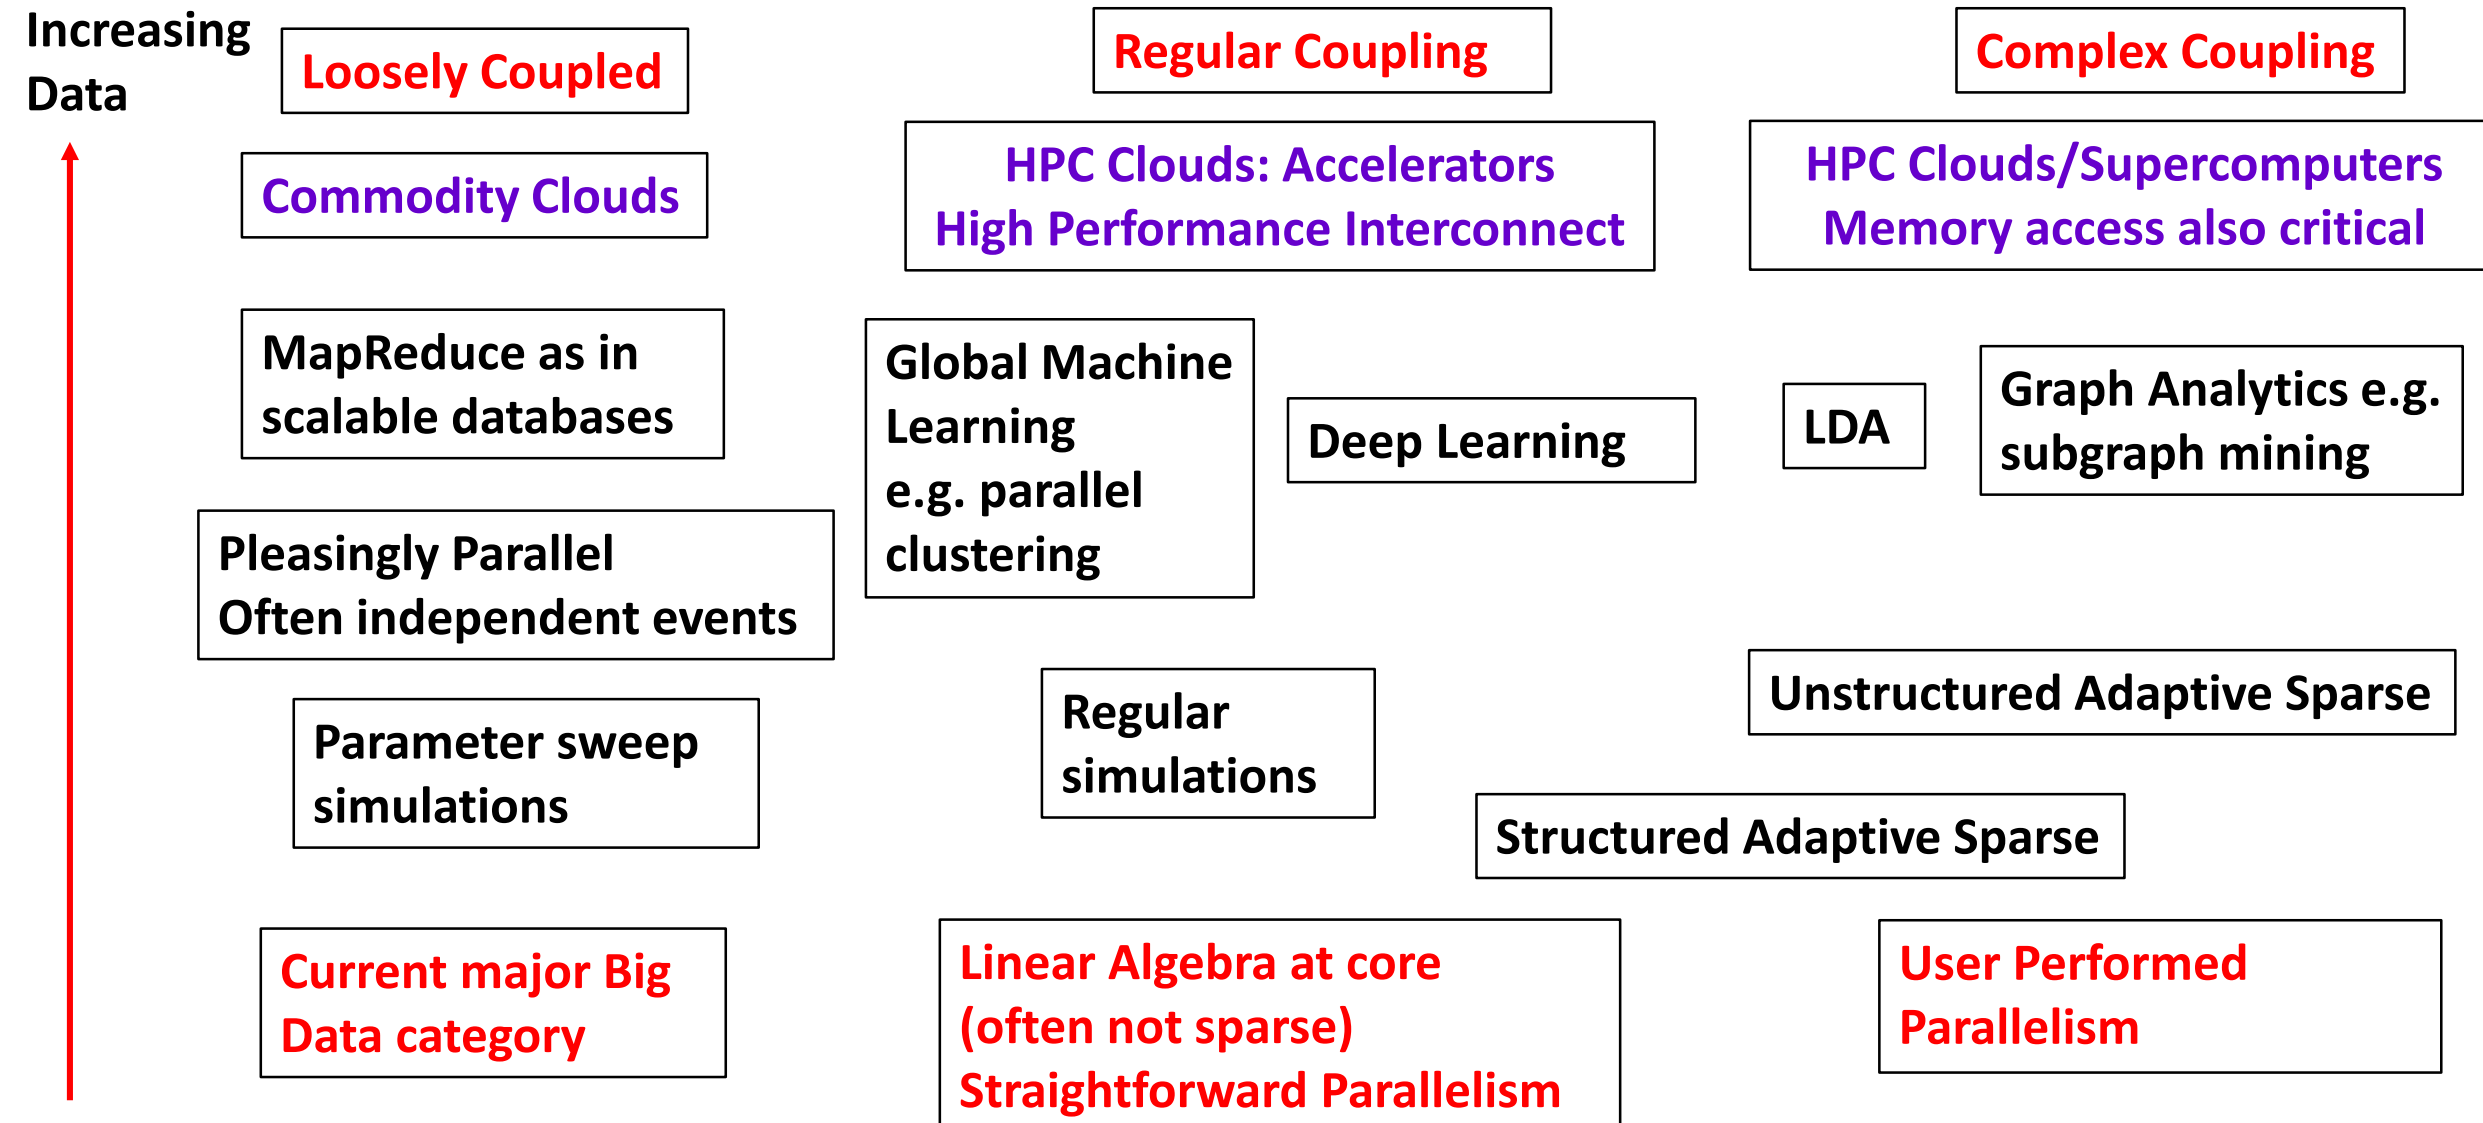 Increasing
Data
Loosely Coupled
Regular Coupling
Complex Coupling
Commodity Clouds
HPC Clouds: Accelerators
High Performance Interconnect
HPC Clouds/Supercomputers
Memory access also critical
MapReduce as in
scalable databases
Global Machine
Learning
e.g. parallel
clustering
Deep Learning
LDA
Graph Analytics e.g.
subgraph mining
Pleasingly Parallel
Often independent events
Unstructured Adaptive Sparse
Parameter sweep
simulations
Regular
simulations
Structured Adaptive Sparse
Current major Big
Data category
Linear Algebra at core
(often not sparse)
Straightforward Parallelism
User Performed
Parallelism